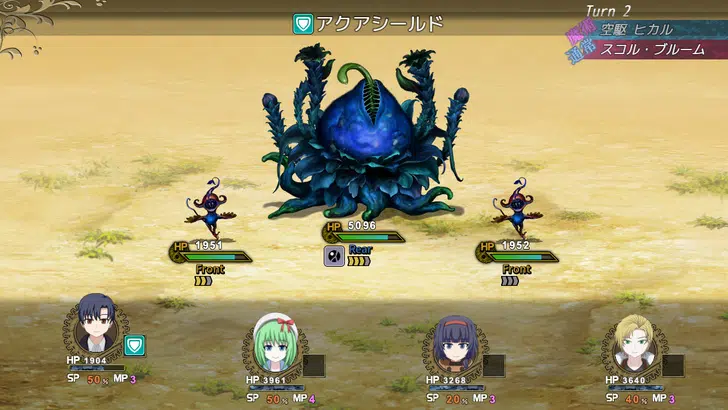 Turn 2
アクアシールド
空駆 ヒカル
通常 スコル・ブルーム
HP 5096
Rear
HP 1951
Front
HP 1952
Front
HP 1904
SP 50% MP 3
HP 3961
SP 50% MP 4
HP 3268
SP 20% MP 3
HP 3640
SP 40% MP 3